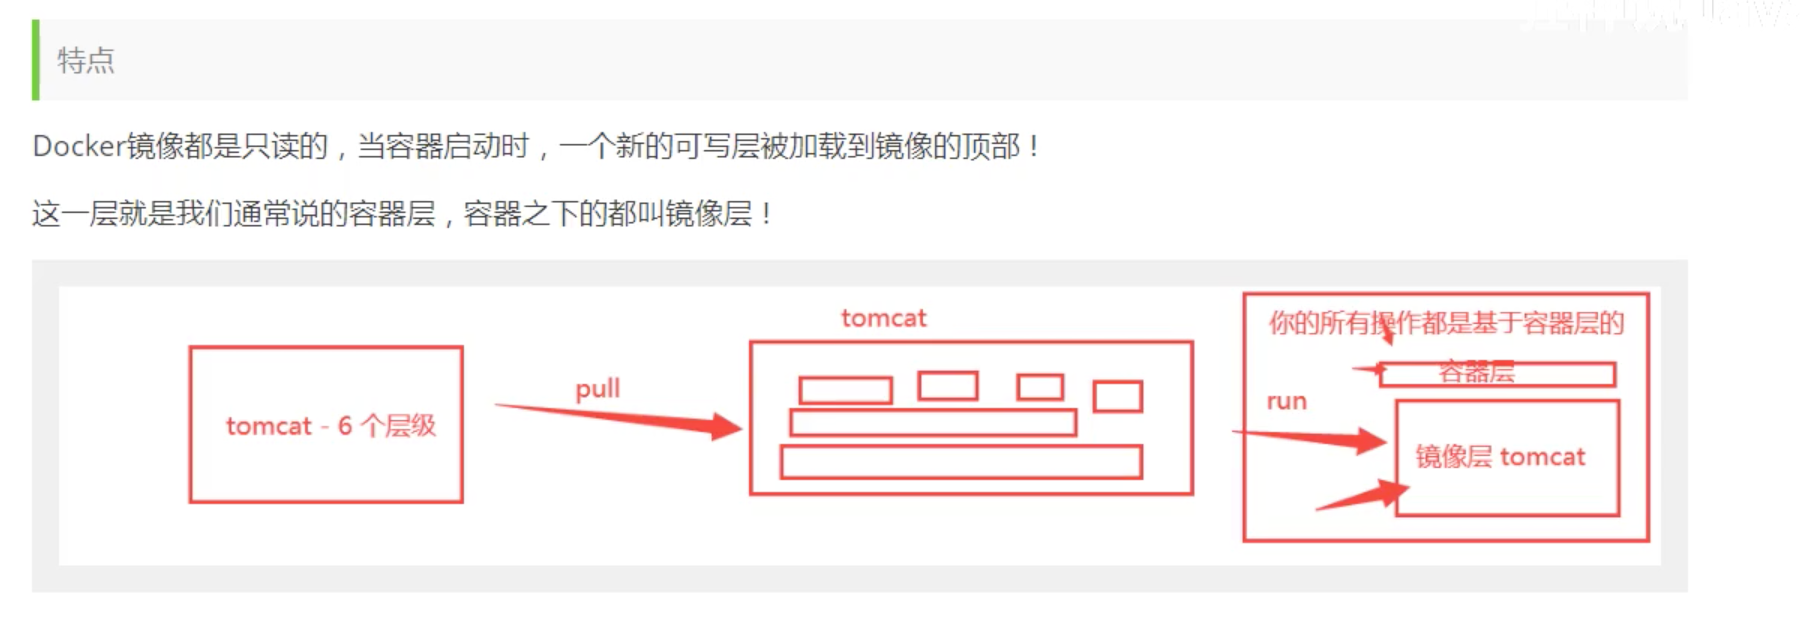 特点
Docker镜像都是只读的，当容器启动时，一个新的可写层被加载到镜像的顶部！
这一层就是我们通常说的容器层，容器之下的都叫镜像层！
tomcat - 6 个层级
pull
tomcat
你的所有操作都是基于容器层的
容器层
run
镜像层 tomcat